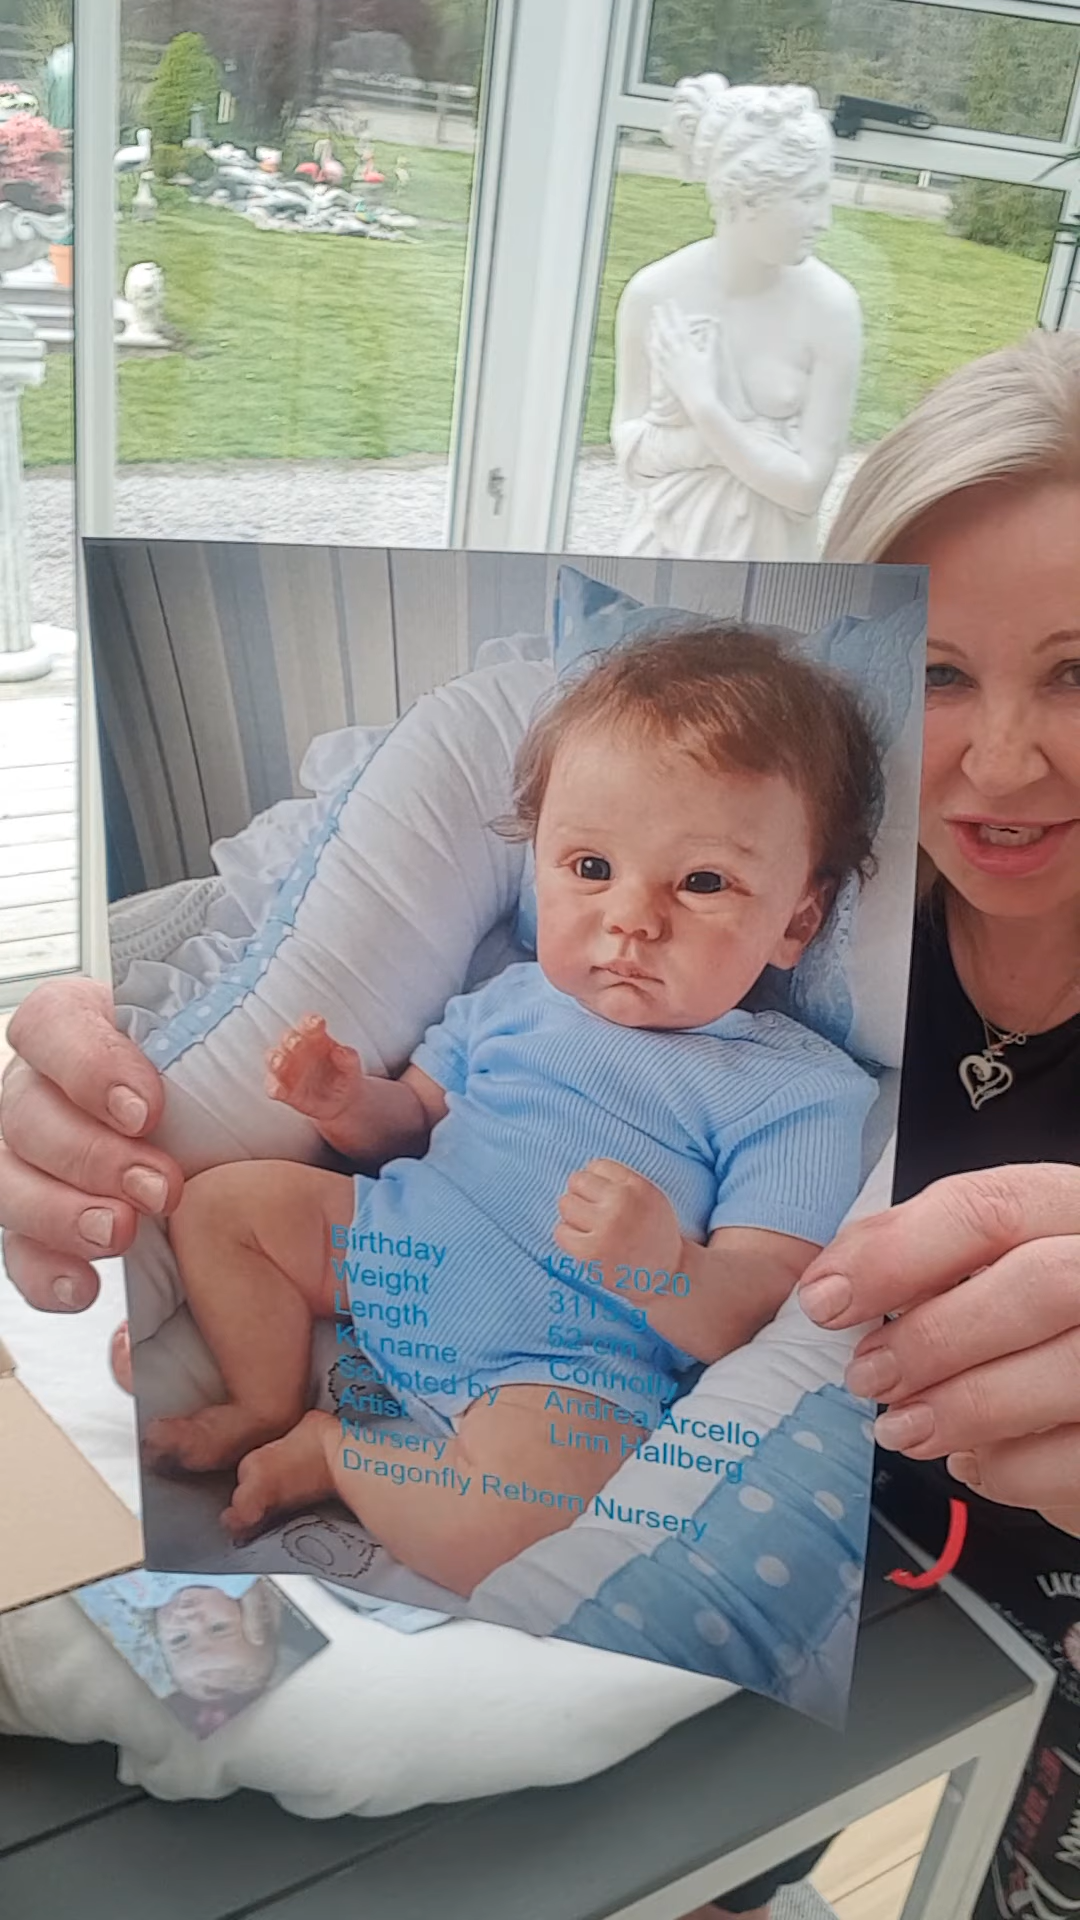 Birthday 15/5 2020
Weight 3115 g
Length 52 cm
Kit name Connolly
Sculpted by Andrea Arcello
Artist Linn Hallberg
Nursery
Dragonfly Reborn Nursery